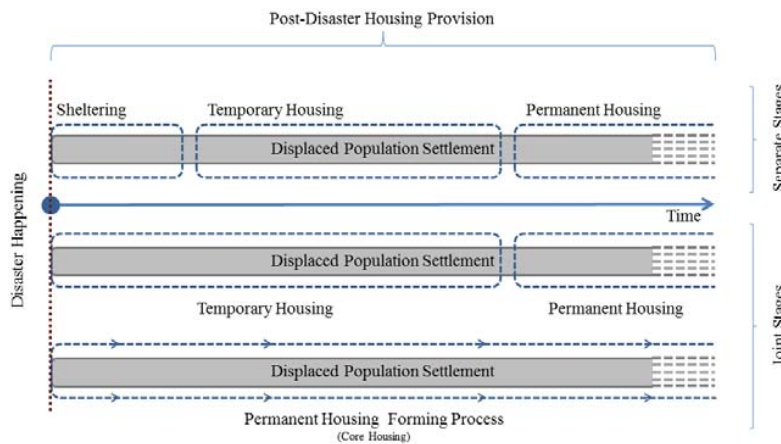 Post-Disaster Housing Provision
Sheltering
Temporary Housing
Permanent Housing
Displaced Population Settlement
Separate Stages
Time
Disaster Happening
Displaced Population Settlement
Temporary Housing
Permanent Housing
Joint Stages
Displaced Population Settlement
Permanent Housing Forming Process
(Core Housing)